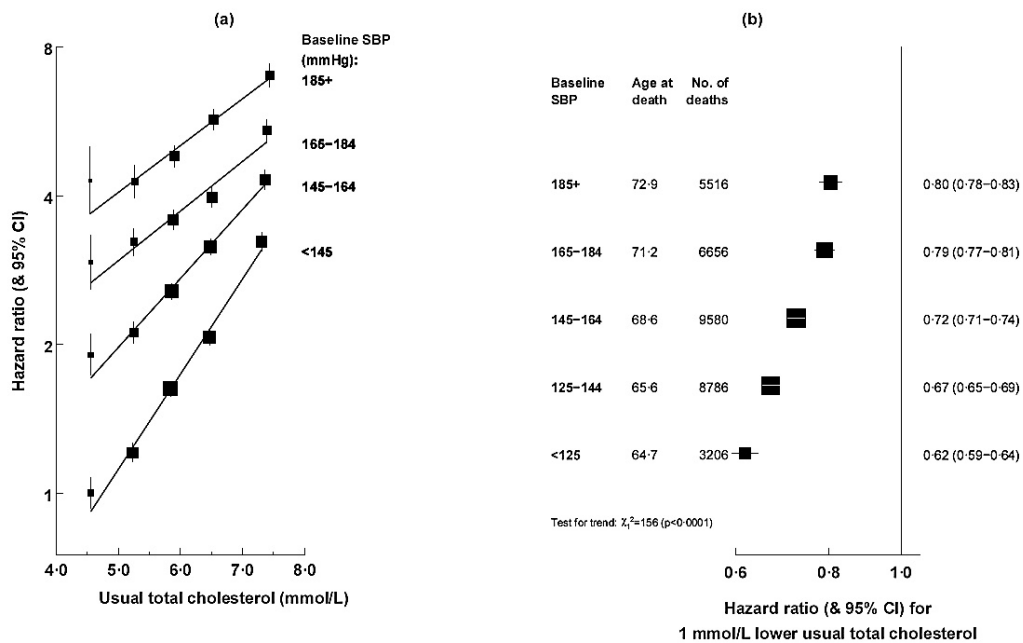 (a)
Baseline SBP
(mmHg):
185+
165−184
145−164
<145
8
4
2
1
Hazard ratio (& 95% CI)
4·0 5·0 6·0 7·0 8·0
Usual total cholesterol (mmol/L)
(b)
Baseline SBP Age at death No. of deaths
185+ 72·9 5516 0·80 (0·78−0·83)
165−184 71·2 6656 0·79 (0·77−0·81)
145−164 68·6 9580 0·72 (0·71−0·74)
125−144 65·6 8786 0·67 (0·65−0·69)
<125 64·7 3206 0·62 (0·59−0·64)
Test for trend: χ₁²=156 (p<0·0001)
0·6 0·8 1·0
Hazard ratio (& 95% CI) for
1 mmol/L lower usual total cholesterol